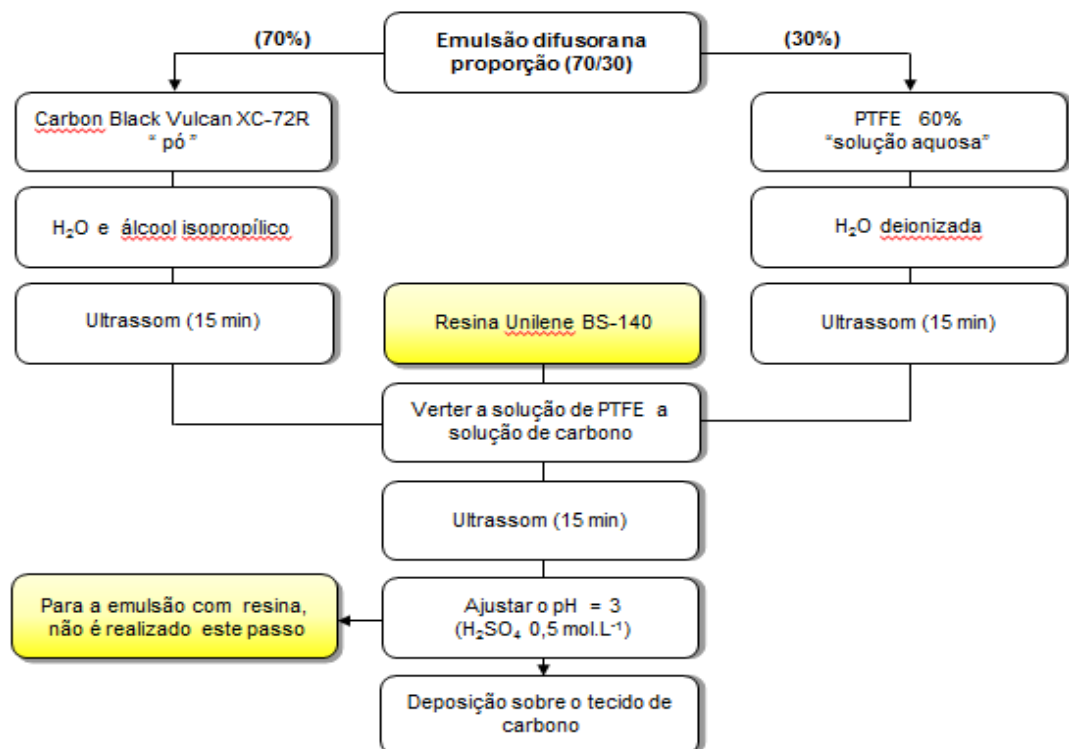 (70%)
Emulsão difusora na
proporção (70/30)
(30%)
Carbon Black Vulcan XC-72R
“ pó ”
PTFE 60%
“solução aquosa”
H₂O e álcool isopropílico
H₂O deionizada
Ultrassom (15 min)
Resina Unilene BS-140
Ultrassom (15 min)
Verter a solução de PTFE a
solução de carbono
Ultrassom (15 min)
Para a emulsão com resina,
não é realizado este passo
Ajustar o pH = 3
(H₂SO₄ 0,5 mol.L⁻¹)
Deposição sobre o tecido de
carbono